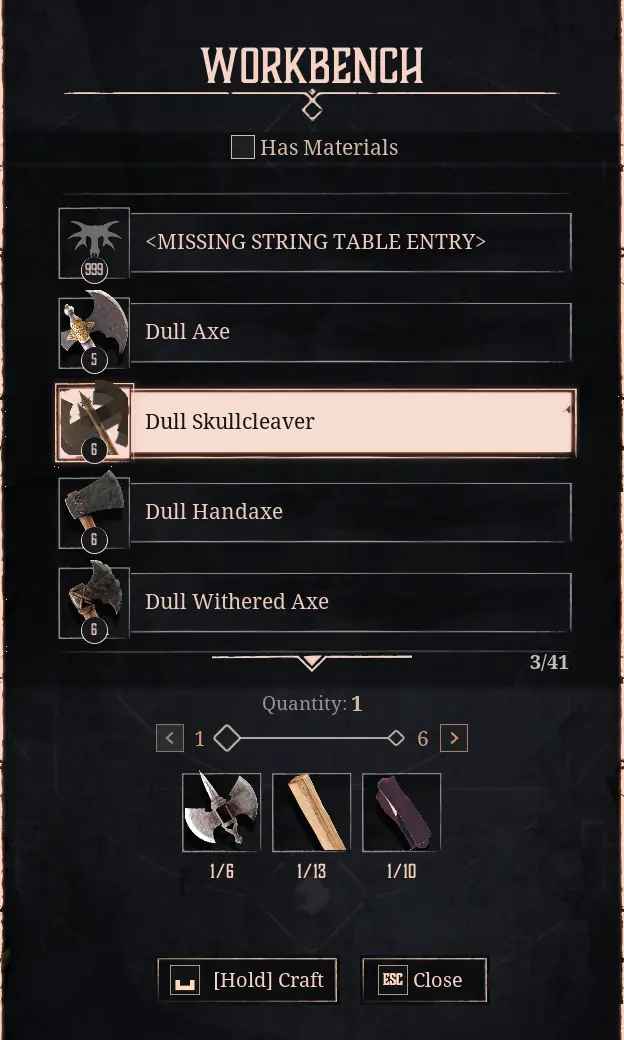 WORKBENCH
Has Materials
<MISSING STRING TABLE ENTRY>
999
Dull Axe
5
Dull Skullcleaver
6
Dull Handaxe
6
Dull Withered Axe
6
3/41
Quantity: 1
< 1 6 >
1/6 1/13 1/10
[Hold] Craft ESC Close